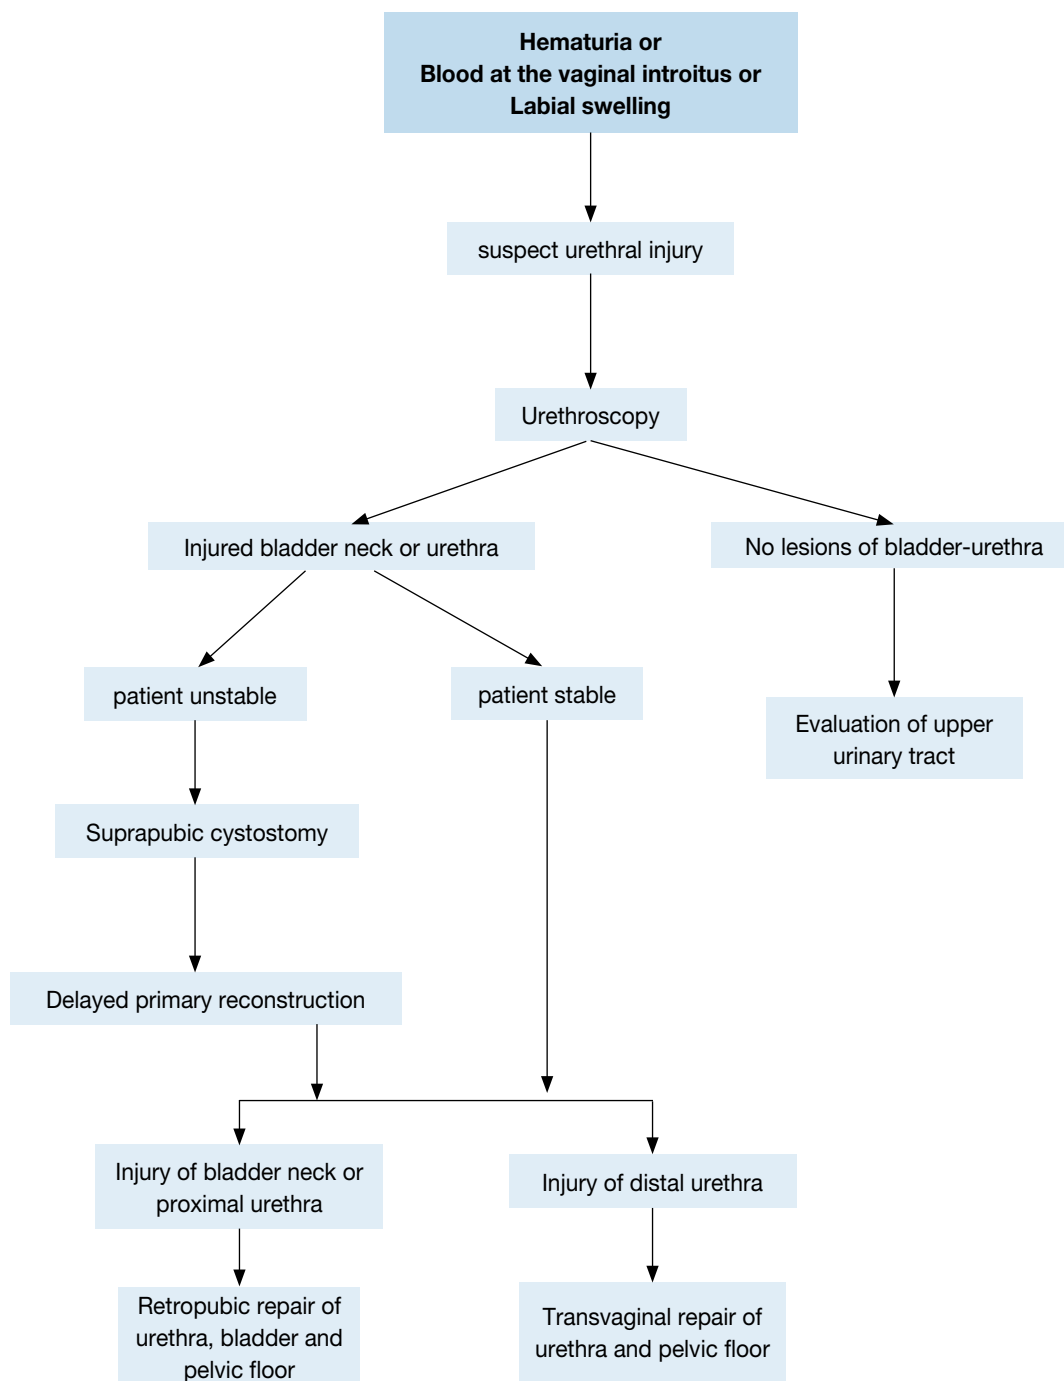 Hematuria or
Blood at the vaginal introitus or
Labial swelling
suspect urethral injury
Urethroscopy
Injured bladder neck or urethra
No lesions of bladder-urethra
patient unstable
patient stable
Evaluation of upper
urinary tract
Suprapubic cystostomy
Delayed primary reconstruction
Injury of bladder neck or
proximal urethra
Injury of distal urethra
Retropubic repair of
urethra, bladder and
pelvic floor
Transvaginal repair of
urethra and pelvic floor